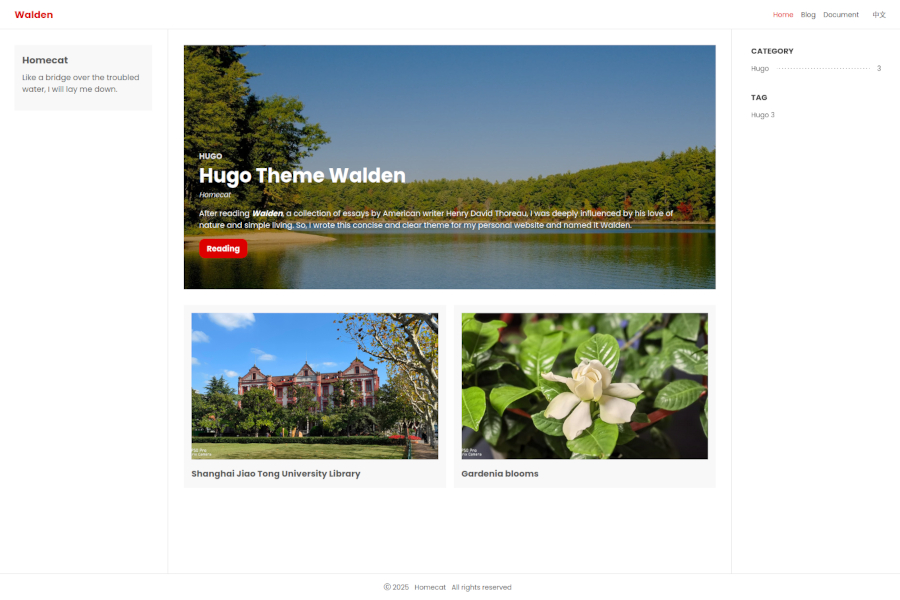 Walden
Home Blog Document 中文
Homecat
Like a bridge over the troubled
water, I will lay me down.
HUGO
Hugo Theme Walden
Homecat
After reading Walden, a collection of essays by American writer Henry David Thoreau, I was deeply influenced by his love of
nature and simple living. So, I wrote this concise and clear theme for my personal website and named it Walden.
Reading
Shanghai Jiao Tong University Library
Gardenia blooms
CATEGORY
Hugo 3
TAG
Hugo 3
© 2025 Homecat All rights reserved